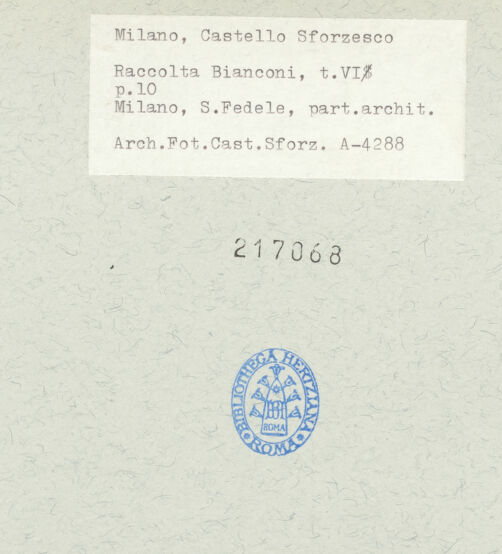 Milano, Castello Sforzesco
Raccolta Bianconi, t.VI
p.10
Milano, S.Fedele, part.archit.
Arch.Fot.Cast.Sforz. A-4288
217068
BIBLIOTHECA HERTZIANA
ROMA
ROMA